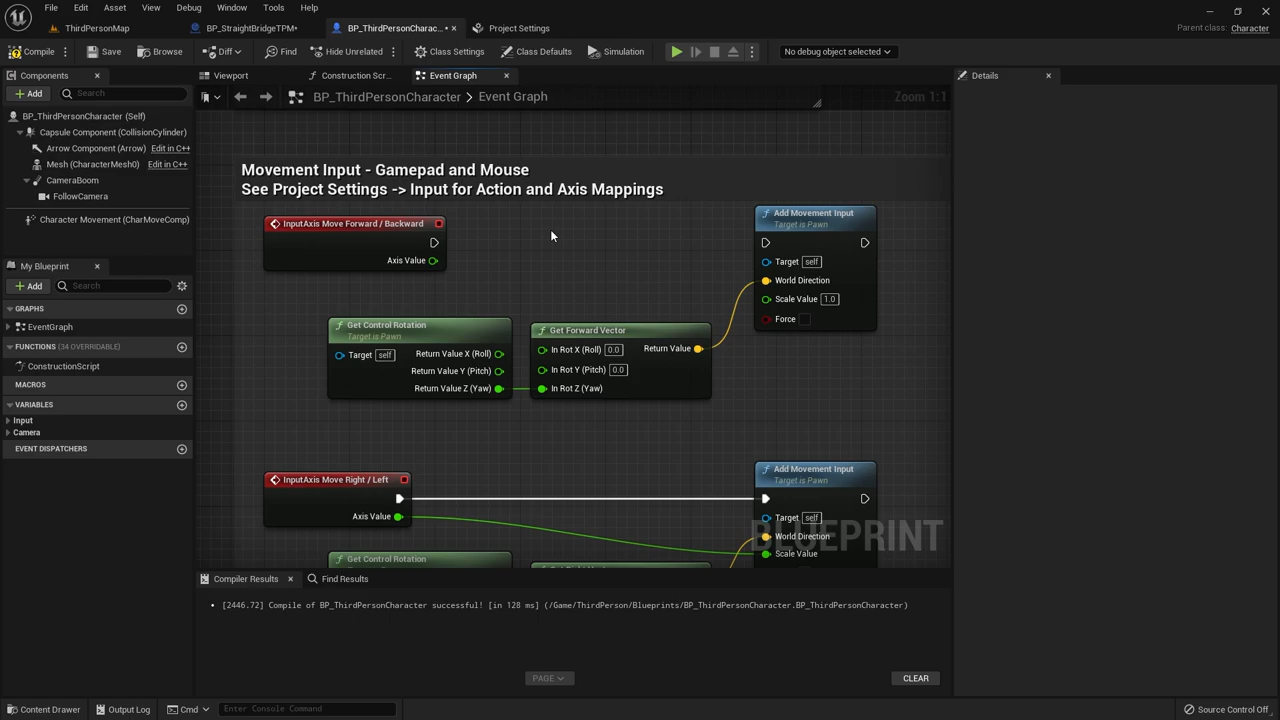 File Edit Asset View Debug Window Tools Help
ThirdPersonMap BP_StraightBridgeTPM* BP_ThirdPersonCharac...* Project Settings
Parent class: Character
Compile Save Browse Diff Find Hide Unrelated Class Settings Class Defaults Simulation No debug object selected
Components Viewport Construction Scr... Event Graph Details
Add Search
BP_ThirdPersonCharacter > Event Graph Zoom 1:1
BP_ThirdPersonCharacter (Self)
Capsule Component (CollisionCylinder)
Arrow Component (Arrow) Edit in C++
Mesh (CharacterMesh0) Edit in C++
CameraBoom
FollowCamera
Character Movement (CharMoveComp)
My Blueprint
Add Search
GRAPHS
EventGraph
FUNCTIONS (34 OVERRIDABLE)
ConstructionScript
MACROS
VARIABLES
Input
Camera
EVENT DISPATCHERS
Movement Input - Gamepad and Mouse
See Project Settings -> Input for Action and Axis Mappings
InputAxis Move Forward / Backward
Axis Value
Add Movement Input
Target is Pawn
Target self
World Direction
Scale Value 1.0
Force
Get Control Rotation
Target is Pawn
Target self
Return Value X (Roll)
Return Value Y (Pitch)
Return Value Z (Yaw)
Get Forward Vector
In Rot X (Roll) 0.0 Return Value
In Rot Y (Pitch) 0.0
In Rot Z (Yaw)
InputAxis Move Right / Left
Axis Value
Add Movement Input
Target is Pawn
Target self
World Direction
Scale Value
Get Control Rotation
BLUEPRINT
Compiler Results Find Results
[2446.72] Compile of BP_ThirdPersonCharacter successful! [in 128 ms] (/Game/ThirdPerson/Blueprints/BP_ThirdPersonCharacter.BP_ThirdPersonCharacter)
PAGE CLEAR
Content Drawer Output Log Cmd Enter Console Command Source Control Off